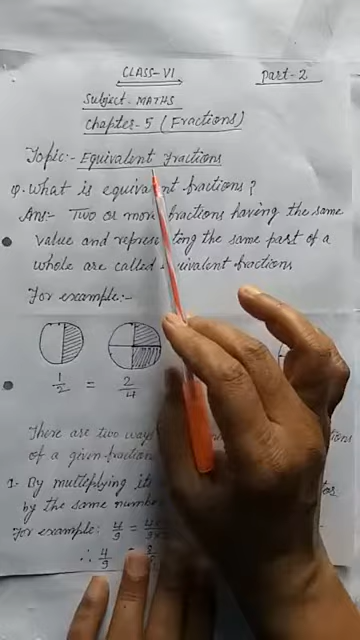 CLASS-VI
Part-2
Subject- MATHS
Chapter-5 (Fractions)
Topic:- Equivalent Fractions
Q. What is equivalent fractions?
Ans:- Two or more fractions having the same
value and representing the same part of a
whole are called equivalent fractions
For example:-
1/2 = 2/4
There are two ways
of a given fraction
1- By multiplying its
by the same number
For example: 4/9 =
∴ 4/9 = 8